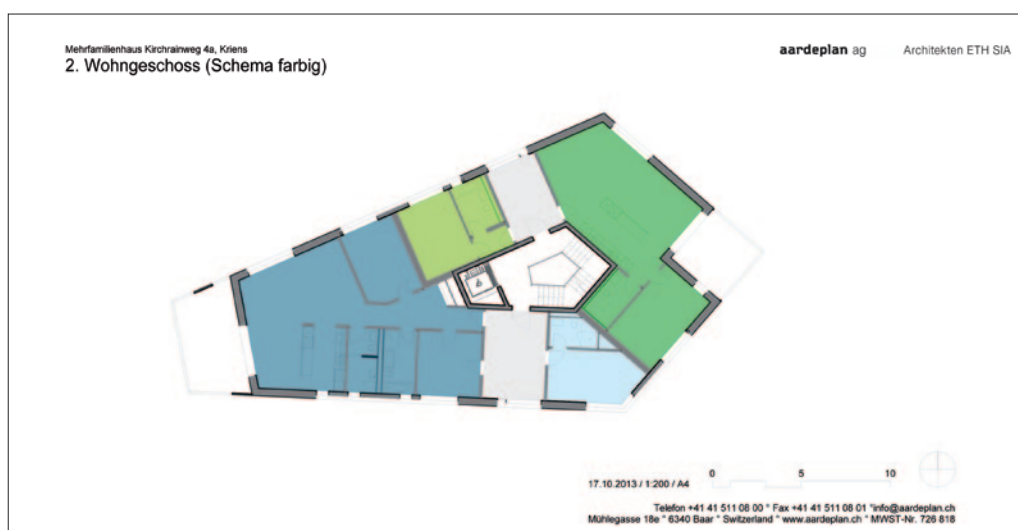 Mehrfamilienhaus Kirchrainweg 4a, Kriens
2. Wohngeschoss (Schema farbig)
aardeplan ag Architekten ETH SIA
0 5 10
17.10.2013 / 1:200 / A4
Telefon +41 41 511 08 00 * Fax +41 41 511 08 01 *info@aardeplan.ch
Mühlegasse 18e * 6340 Baar * Switzerland * www.aardeplan.ch * MWST-Nr. 726 818